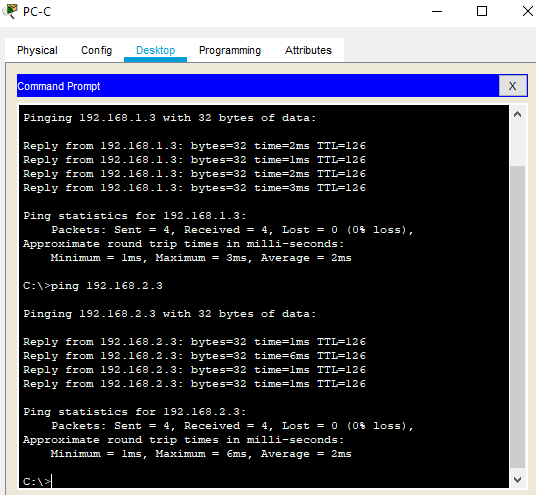 PC-C
Physical Config Desktop Programming Attributes
Command Prompt X
Pinging 192.168.1.3 with 32 bytes of data:
Reply from 192.168.1.3: bytes=32 time=2ms TTL=126
Reply from 192.168.1.3: bytes=32 time=1ms TTL=126
Reply from 192.168.1.3: bytes=32 time=2ms TTL=126
Reply from 192.168.1.3: bytes=32 time=3ms TTL=126
Ping statistics for 192.168.1.3:
Packets: Sent = 4, Received = 4, Lost = 0 (0% loss),
Approximate round trip times in milli-seconds:
Minimum = 1ms, Maximum = 3ms, Average = 2ms
C:\>ping 192.168.2.3
Pinging 192.168.2.3 with 32 bytes of data:
Reply from 192.168.2.3: bytes=32 time=1ms TTL=126
Reply from 192.168.2.3: bytes=32 time=6ms TTL=126
Reply from 192.168.2.3: bytes=32 time=1ms TTL=126
Reply from 192.168.2.3: bytes=32 time=1ms TTL=126
Ping statistics for 192.168.2.3:
Packets: Sent = 4, Received = 4, Lost = 0 (0% loss),
Approximate round trip times in milli-seconds:
Minimum = 1ms, Maximum = 6ms, Average = 2ms
C:\>